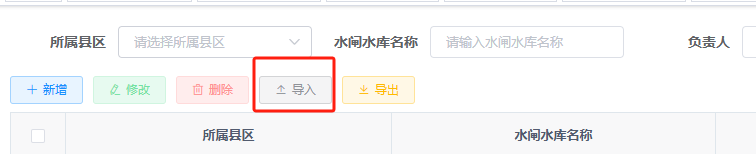 所属县区 请选择所属县区 水闸水库名称 请输入水闸水库名称 负责人
新增 修改 删除 导入 导出
所属县区 水闸水库名称